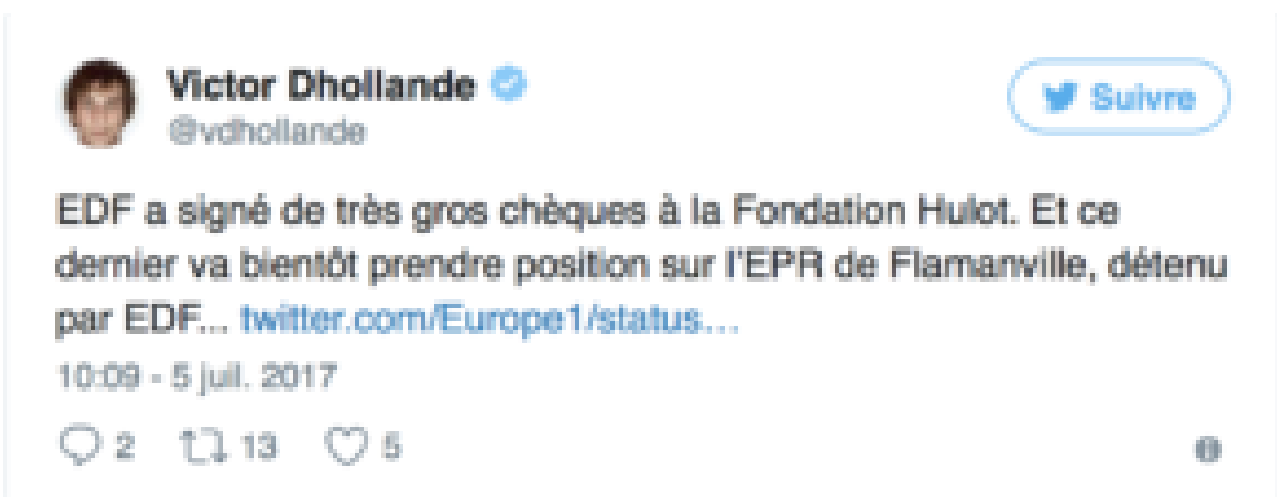 Victor Dhollande
@vdhollande
Suivre
EDF a signé de très gros chèques à la Fondation Hulot. Et ce
dernier va bientôt prendre position sur l'EPR de Flamanville, détenu
par EDF... twitter.com/Europe1/status…
10:09 - 5 juil. 2017
2 13 5